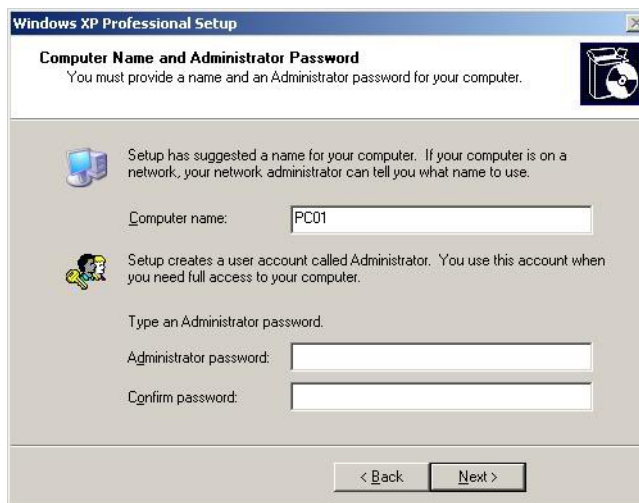 Windows XP Professional Setup
Computer Name and Administrator Password
You must provide a name and an Administrator password for your computer.
Setup has suggested a name for your computer. If your computer is on a
network, your network administrator can tell you what name to use.
Computer name: PC01
Setup creates a user account called Administrator. You use this account when
you need full access to your computer.
Type an Administrator password.
Administrator password:
Confirm password:
< Back Next >